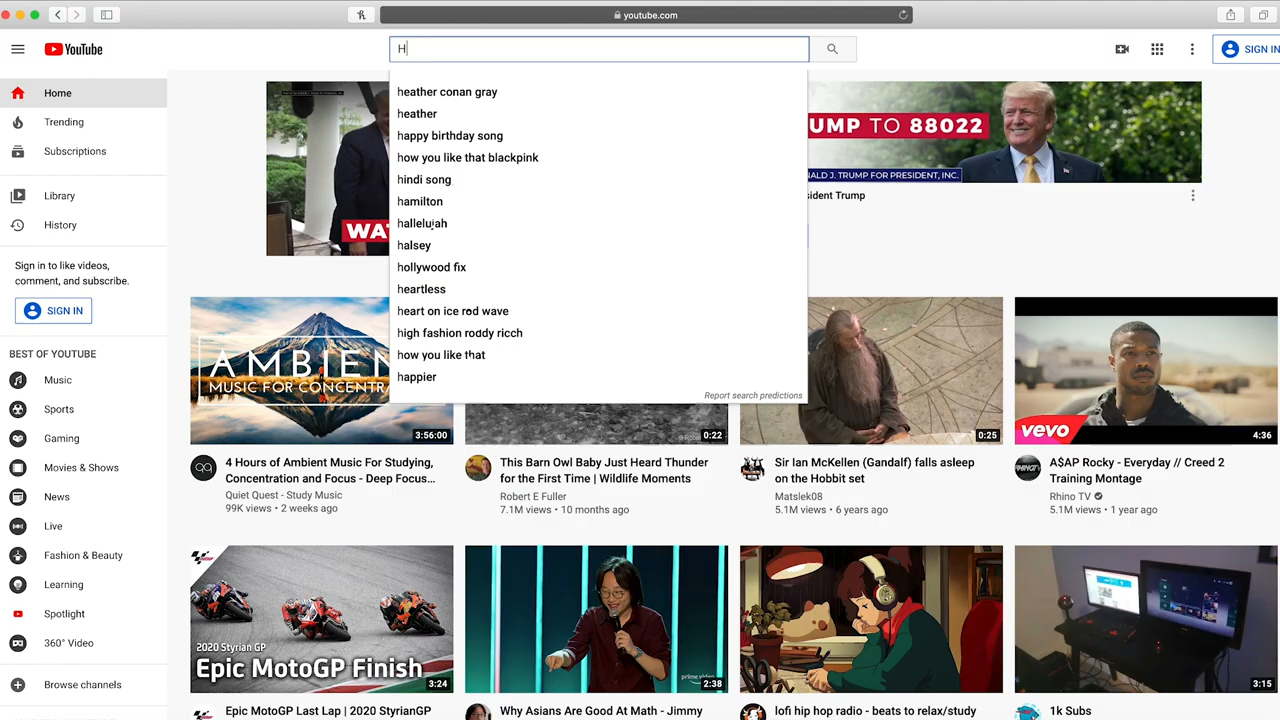 youtube.com
YouTube
H
SIGN IN
Home
Trending
Subscriptions
Library
History
Sign in to like videos,
comment, and subscribe.
SIGN IN
BEST OF YOUTUBE
Music
Sports
Gaming
Movies & Shows
News
Live
Fashion & Beauty
Learning
Spotlight
360° Video
Browse channels
heather conan gray
heather
happy birthday song
how you like that blackpink
hindi song
hamilton
hallelujah
halsey
hollywood fix
heartless
heart on ice rod wave
high fashion roddy ricch
how you like that
happier
Report search predictions
WAT
UMP TO 88022
NALD J. TRUMP FOR PRESIDENT, INC.
sident Trump
AMBIEN
MUSIC FOR CONCENTRA
3:56:00
4 Hours of Ambient Music For Studying,
Concentration and Focus - Deep Focus...
Quiet Quest - Study Music
99K views • 2 weeks ago
0:22
This Barn Owl Baby Just Heard Thunder
for the First Time | Wildlife Moments
Robert E Fuller
7.1M views • 10 months ago
0:25
Sir Ian McKellen (Gandalf) falls asleep
on the Hobbit set
Matslek08
5.1M views • 6 years ago
vevo
4:36
A$AP Rocky - Everyday // Creed 2
Training Montage
Rhino TV
5.1M views • 1 year ago
2020 Styrian GP
Epic MotoGP Finish
3:24
Epic MotoGP Last Lap | 2020 StyrianGP
prime video
2:38
Why Asians Are Good At Math - Jimmy
lofi hip hop radio - beats to relax/study
3:15
1k Subs